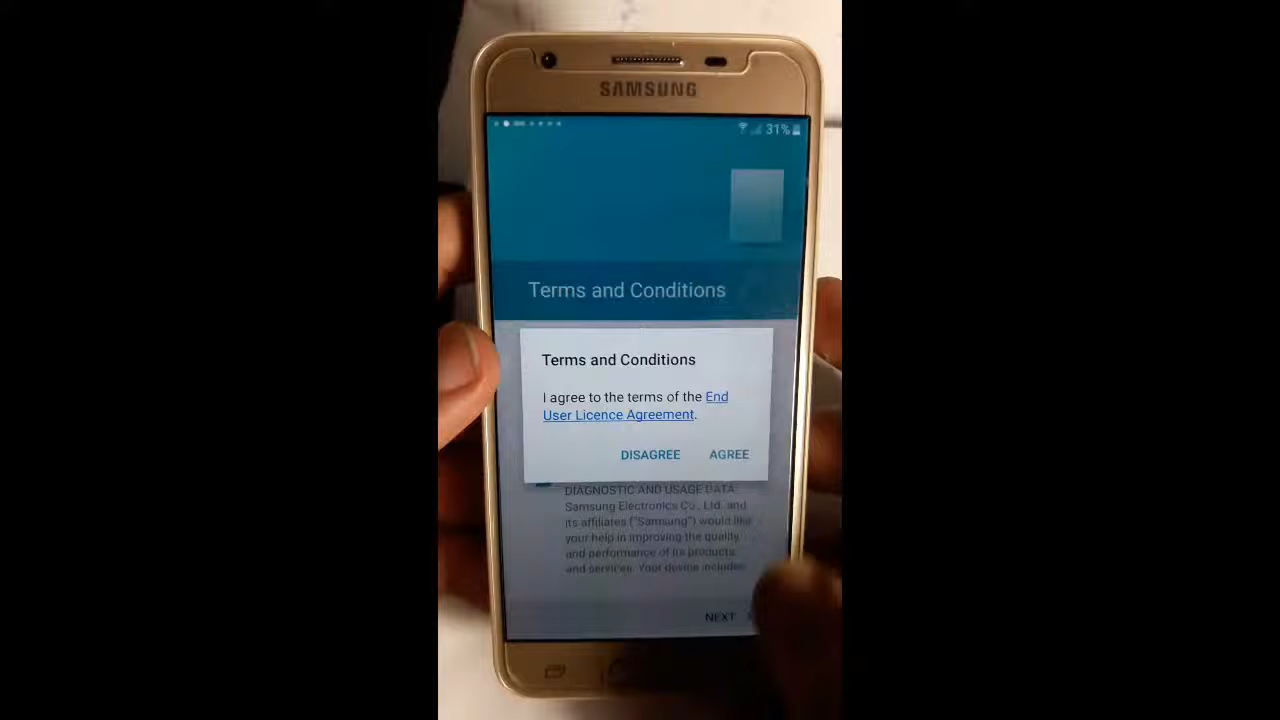 SAMSUNG
31%
Terms and Conditions
Terms and Conditions
I agree to the terms of the End
User Licence Agreement.
DISAGREE AGREE
DIAGNOSTIC AND USAGE DATA
Samsung Electronics Co., Ltd. and
its affiliates ("Samsung") would like
your help in improving the quality
and performance of its products
and services. Your device includes
NEXT